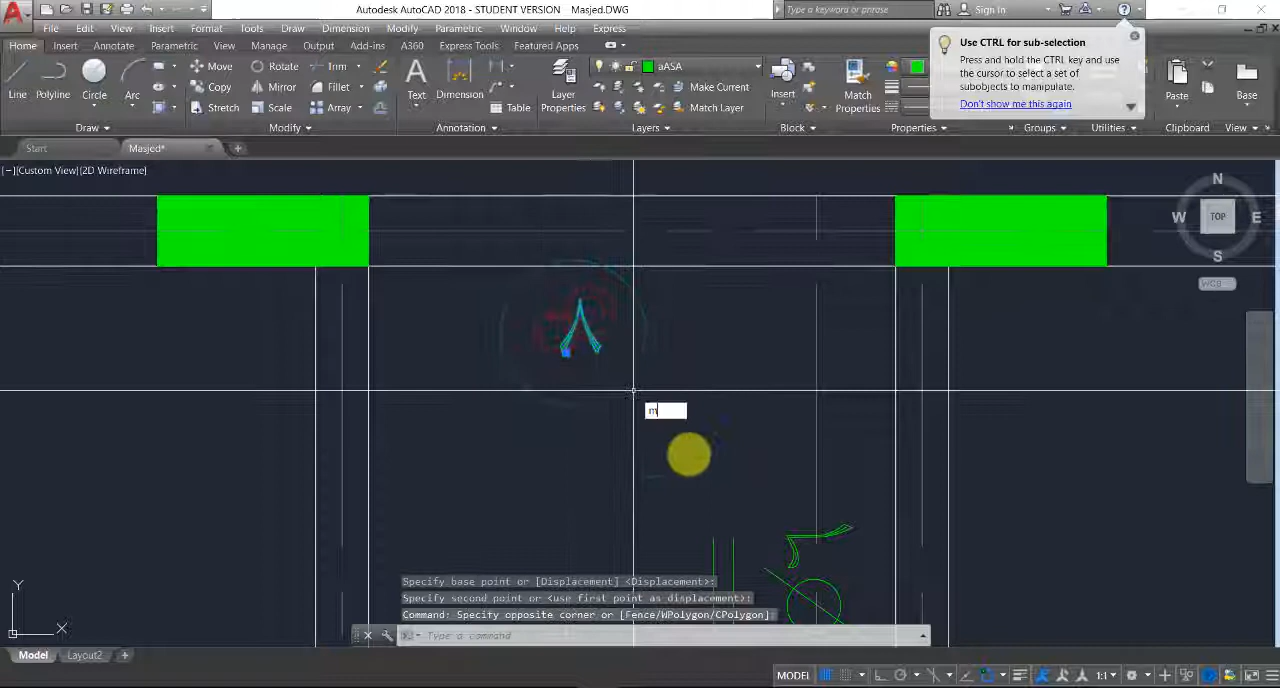 Autodesk AutoCAD 2018 - STUDENT VERSION Masjed.DWG
Type a keyword or phrase
Sign In
File Edit View Insert Format Tools Draw Dimension Modify Parametric Window Help Express
Home Insert Annotate Parametric View Manage Output Add-ins A360 Express Tools Featured Apps
Use CTRL for sub-selection
Press and hold the CTRL key and use
the cursor to select a set of
subobjects to manipulate.
Don't show me this again
Line Polyline Circle Arc
Move Rotate Trim
Copy Mirror Fillet
Stretch Scale Array
Text Dimension Table
Layer
Properties
aASA
Make Current
Match Layer
Insert
Match
Properties
Paste
Base
Draw Modify Annotation Layers Block Properties Groups Utilities Clipboard View
Start Masjed* +
[−][Custom View][2D Wireframe]
N
W TOP E
S
WCS
m
Specify base point or [Displacement] <Displacement>:
Specify second point or <use first point as displacement>:
Command: Specify opposite corner or [Fence/WPolygon/CPolygon]:
Type a command
Y
X
Model Layout2 +
MODEL
1:1